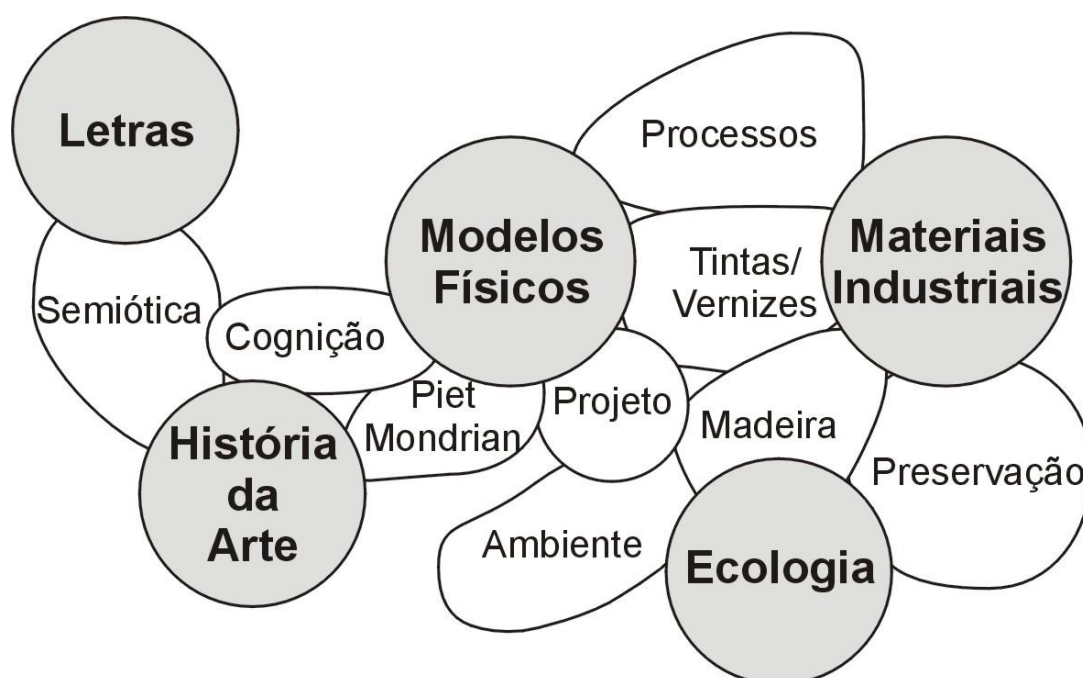 Letras
Processos
Modelos
Físicos
Materiais
Industriais
Tintas/
Vernizes
Semiótica
Cognição
Piet
Mondrian
Projeto
Madeira
História
da
Arte
Preservação
Ambiente
Ecologia